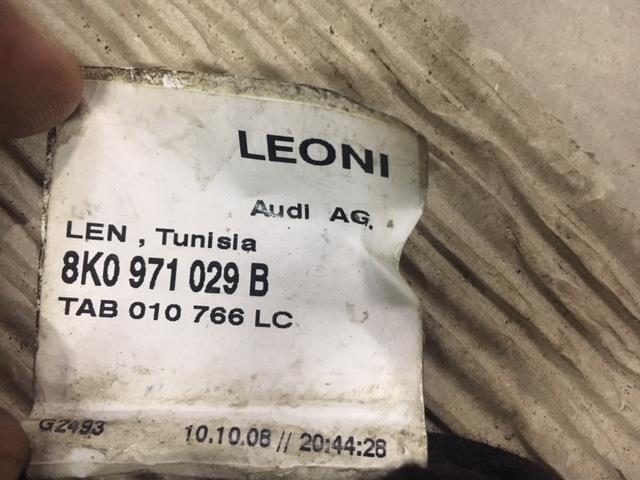 LEONI
Audi AG.
LEN , Tunisia
8K0 971 029 B
TAB 010 766 LC
G2493
10.10.08 // 20:44:28